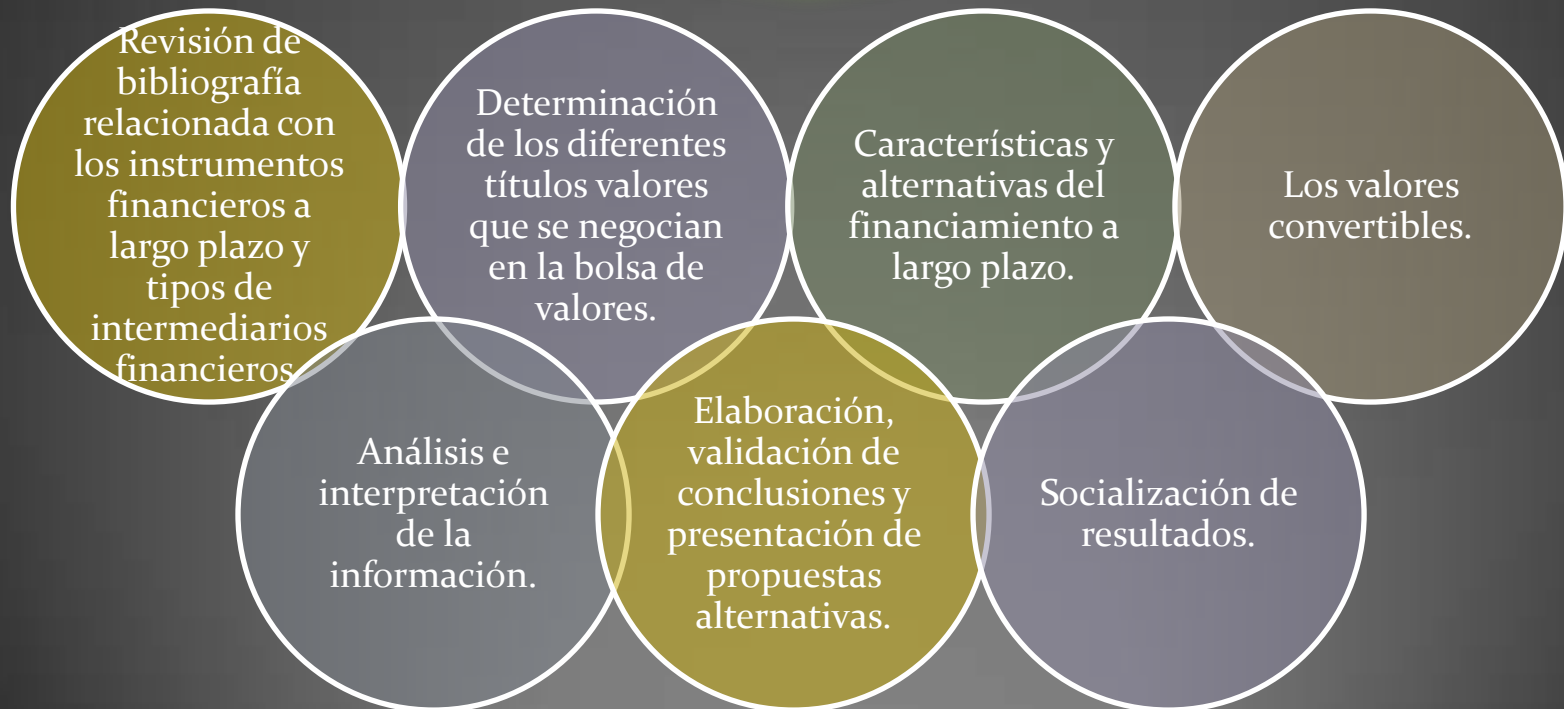 Revisión de
bibliografía
relacionada con
los instrumentos
financieros a
largo plazo y
tipos de
intermediarios
financieros.
Determinación
de los diferentes
títulos valores
que se negocian
en la bolsa de
valores.
Características y
alternativas del
financiamiento a
largo plazo.
Los valores
convertibles.
Análisis e
interpretación
de la
información.
Elaboración,
validación de
conclusiones y
presentación de
propuestas
alternativas.
Socialización de
resultados.